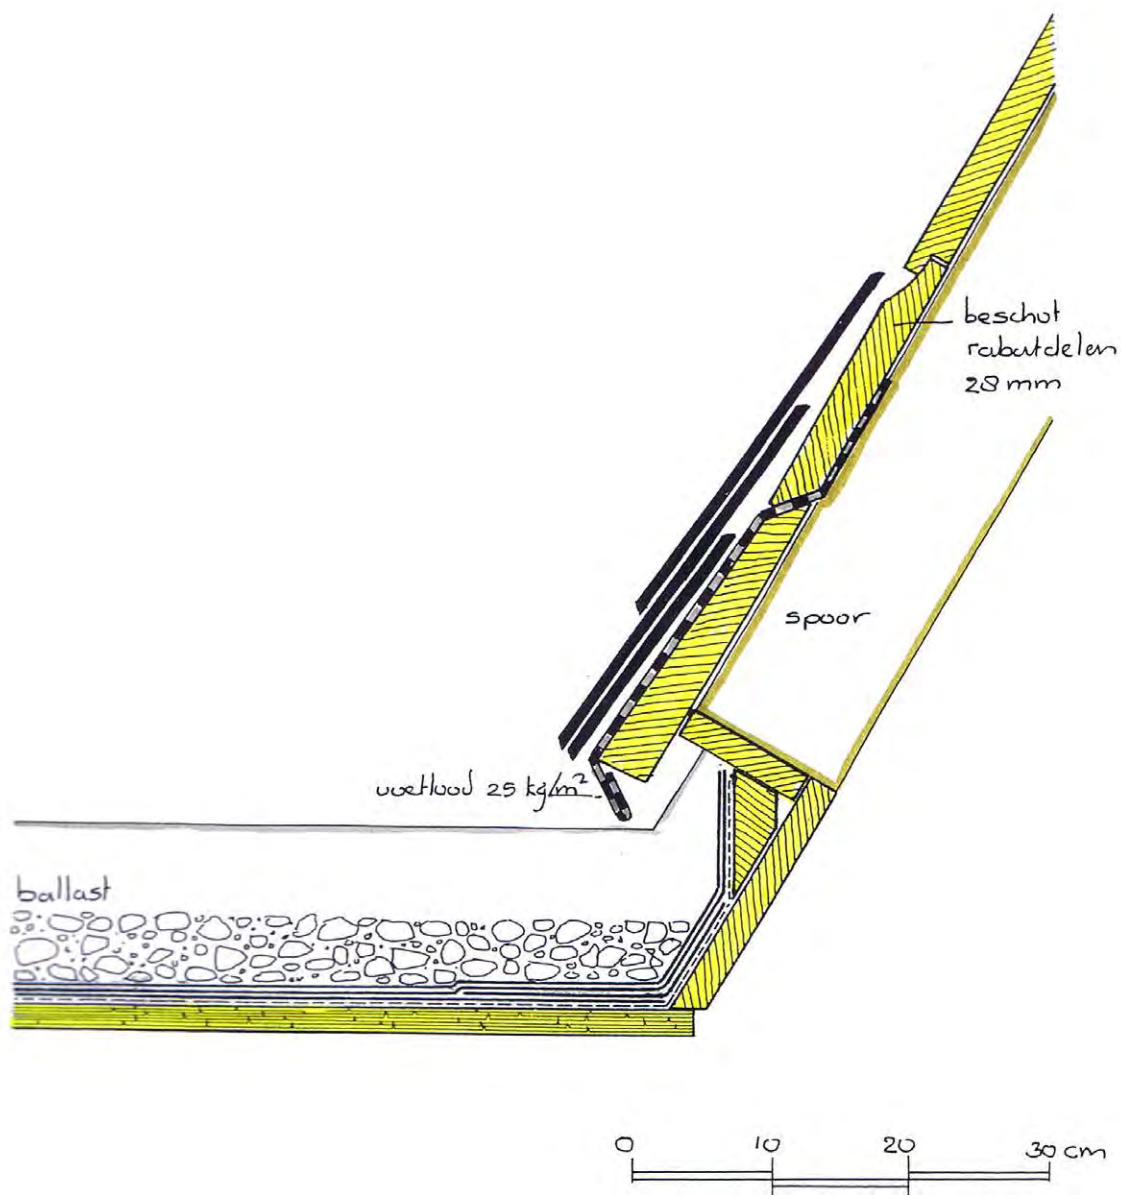 beschot
rabatdelen
28 mm
spoor
voetlood 25 kg/m²
ballast
0 10 20 30 cm